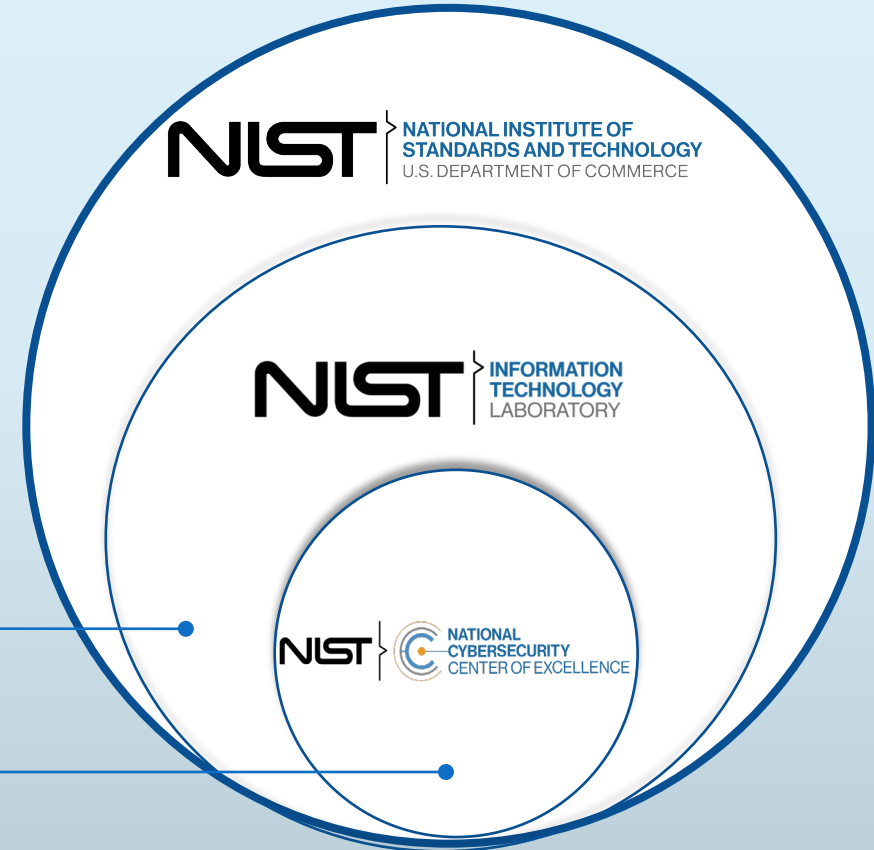 NIST
NATIONAL INSTITUTE OF
STANDARDS AND TECHNOLOGY
U.S. DEPARTMENT OF COMMERCE
NIST
INFORMATION
TECHNOLOGY
LABORATORY
NIST
NATIONAL
CYBERSECURITY
CENTER OF EXCELLENCE